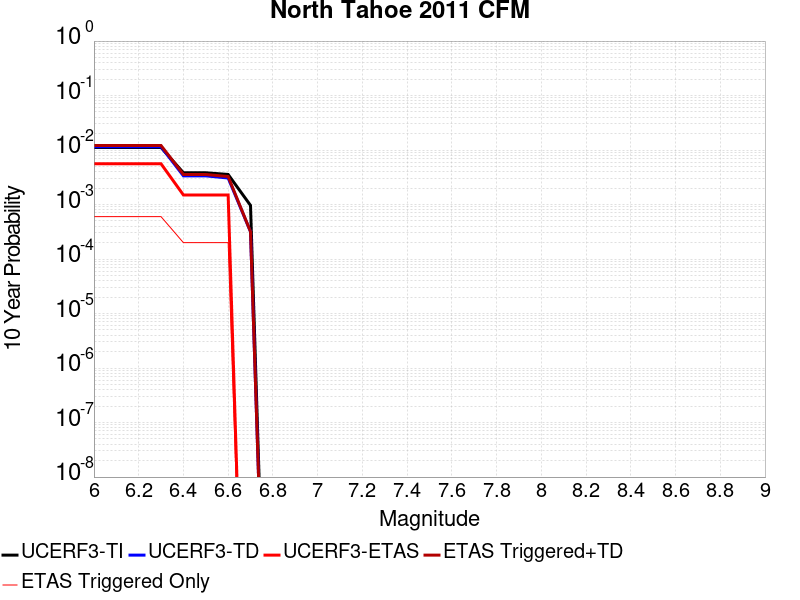 North Tahoe 2011 CFM
10 Year Probability
10^0
10^-1
10^-2
10^-3
10^-4
10^-5
10^-6
10^-7
10^-8
6 6.2 6.4 6.6 6.8 7 7.2 7.4 7.6 7.8 8 8.2 8.4 8.6 8.8 9
Magnitude
UCERF3-TI UCERF3-TD UCERF3-ETAS ETAS Triggered+TD
ETAS Triggered Only